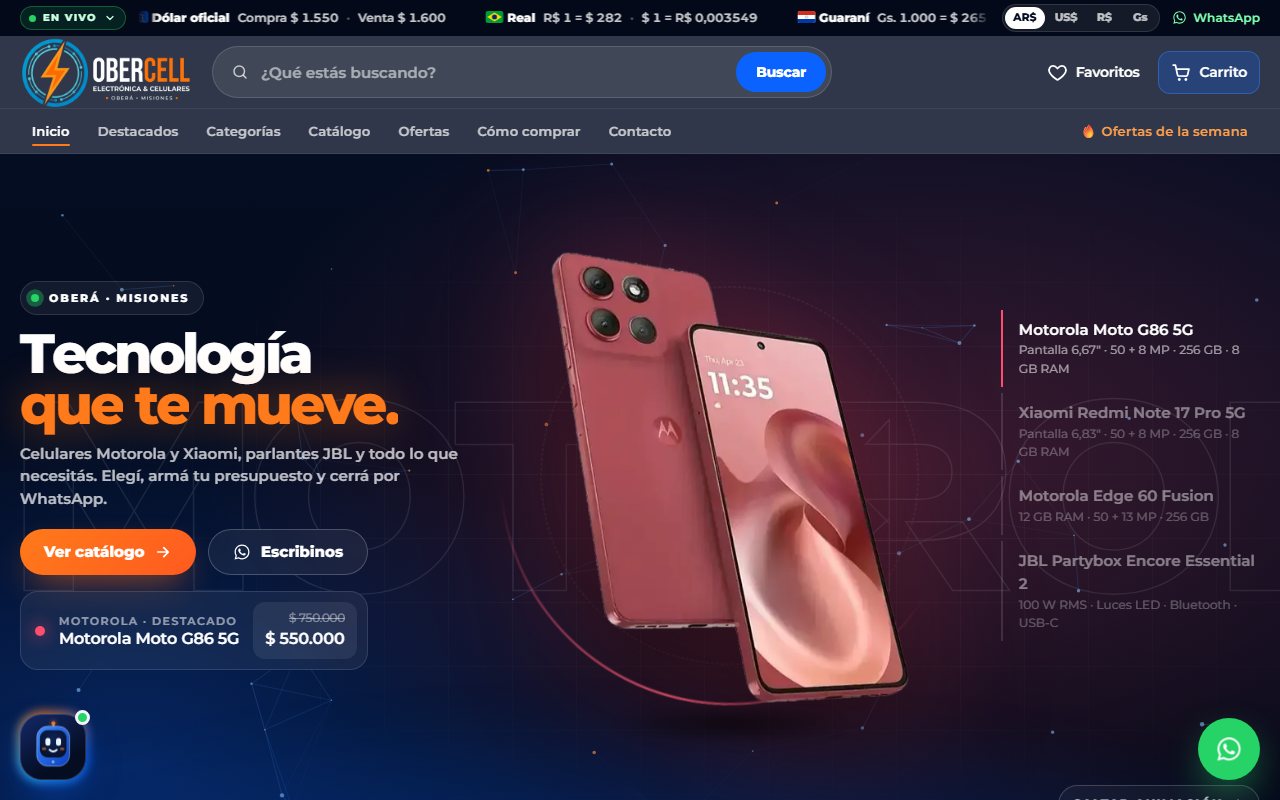 EN VIVO
Dólar oficial Compra $ 1.550 · Venta $ 1.600
Real R$ 1 = $ 282 · $ 1 = R$ 0,003549
Guaraní Gs. 1.000 = $ 265
AR$ US$ R$ Gs
WhatsApp
OBERCELL
ELECTRÓNICA & CELULARES
• OBERÁ • MISIONES •
¿Qué estás buscando?
Buscar
Favoritos
Carrito
Inicio
Destacados
Categorías
Catálogo
Ofertas
Cómo comprar
Contacto
Ofertas de la semana
OBERÁ · MISIONES
Tecnología
que te mueve.
Celulares Motorola y Xiaomi, parlantes JBL y todo lo que
necesitás. Elegí, armá tu presupuesto y cerrá por
WhatsApp.
Ver catálogo →
Escribinos
MOTOROLA · DESTACADO
Motorola Moto G86 5G
$ 750.000
$ 550.000
Thu, Apr 23
11:35
Motorola Moto G86 5G
Pantalla 6,67" · 50 + 8 MP · 256 GB · 8
GB RAM
Xiaomi Redmi Note 17 Pro 5G
Pantalla 6,83" · 50 + 8 MP · 256 GB · 8
GB RAM
Motorola Edge 60 Fusion
12 GB RAM · 50 + 13 MP · 256 GB
JBL Partybox Encore Essential
2
100 W RMS · Luces LED · Bluetooth ·
USB-C